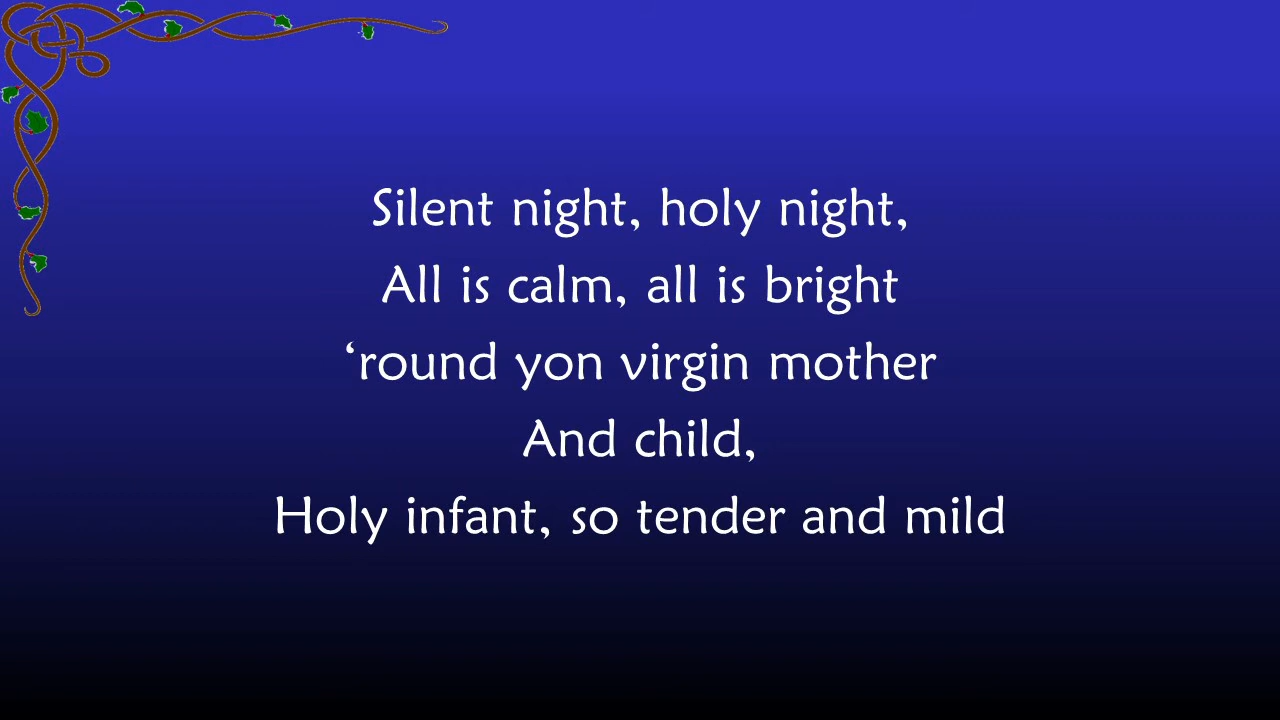 Silent night, holy night,
All is calm, all is bright
‘round yon virgin mother
And child,
Holy infant, so tender and mild